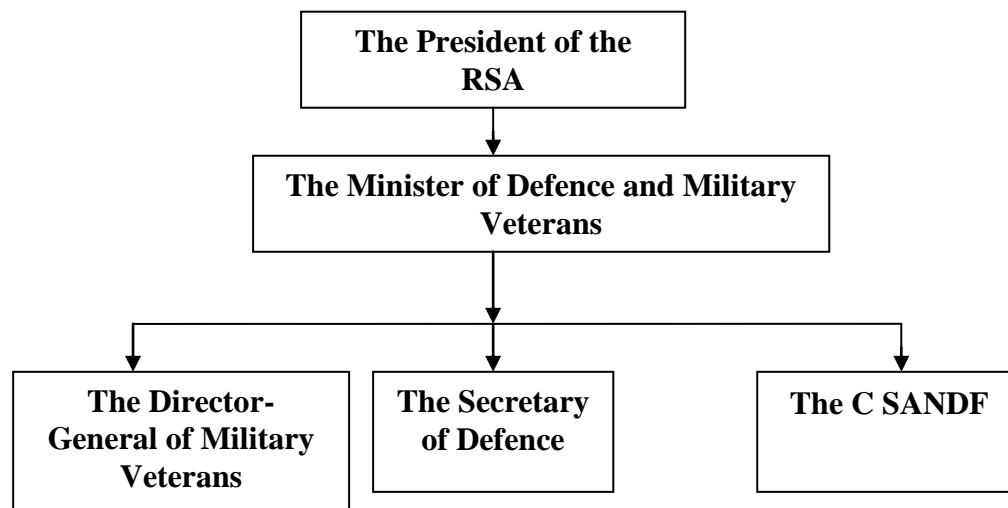 The President of the
RSA
The Minister of Defence and Military
Veterans
The Director-
General of Military
Veterans
The Secretary
of Defence
The C SANDF